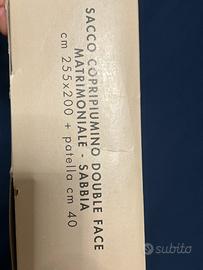 SACCO COPRIPIUMINO DOUBLE FACE
MATRIMONIALE - SABBIA
cm 255x200 + patella cm 40
subito